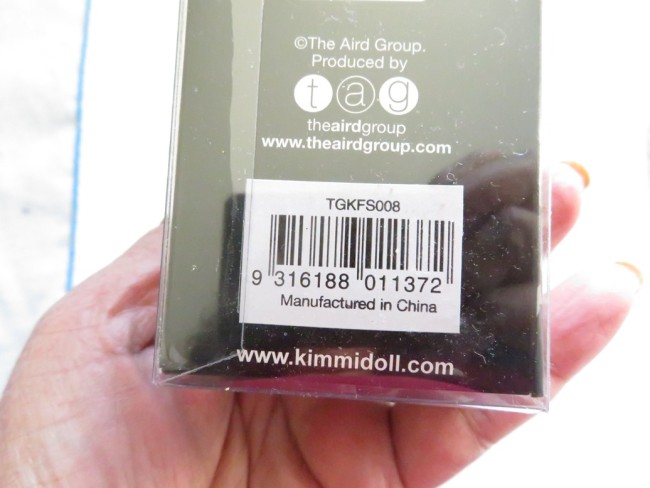 ©The Aird Group.
Produced by
tag
theairdgroup
www.theairdgroup.com
TGKFS008
9 316188 011372
Manufactured in China
www.kimmidoll.com